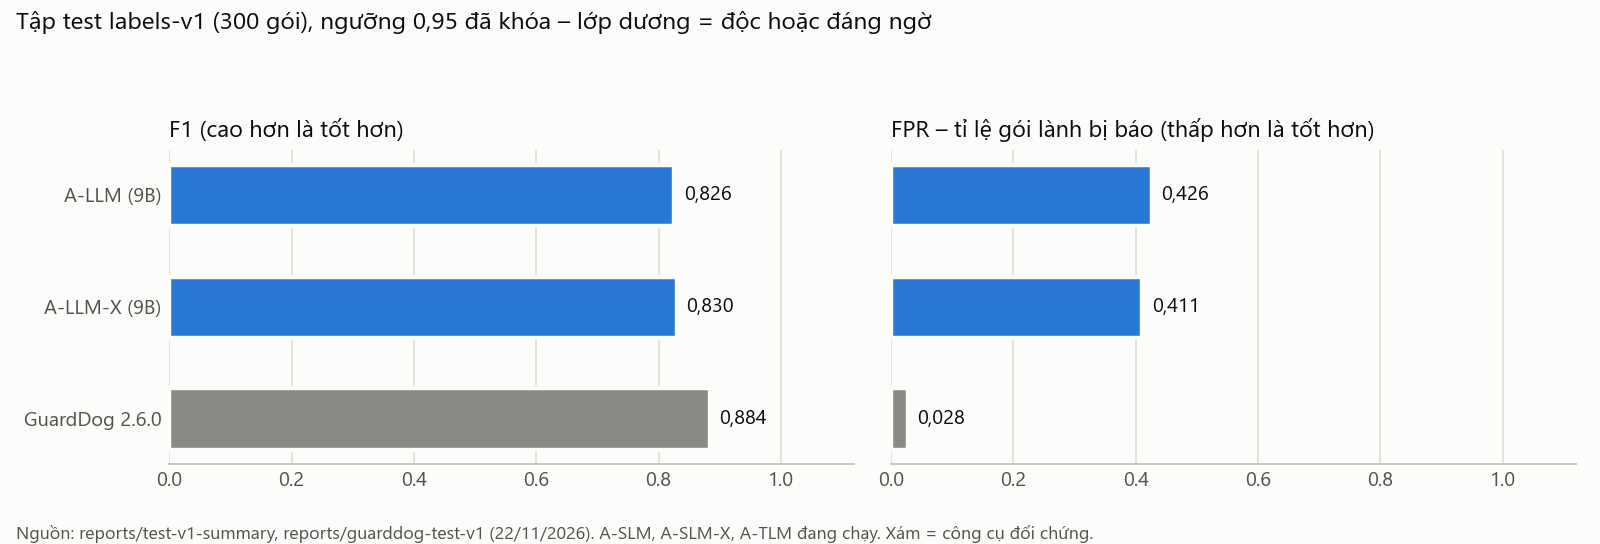 Tập test labels-v1 (300 gói), ngưỡng 0,95 đã khóa – lớp dương = độc hoặc đáng ngờ
F1 (cao hơn là tốt hơn)
A-LLM (9B)
0,826
A-LLM-X (9B)
0,830
GuardDog 2.6.0
0,884
0.0 0.2 0.4 0.6 0.8 1.0
FPR – tỉ lệ gói lành bị báo (thấp hơn là tốt hơn)
0,426
0,411
0,028
0.0 0.2 0.4 0.6 0.8 1.0
Nguồn: reports/test-v1-summary, reports/guarddog-test-v1 (22/11/2026). A-SLM, A-SLM-X, A-TLM đang chạy. Xám = công cụ đối chứng.